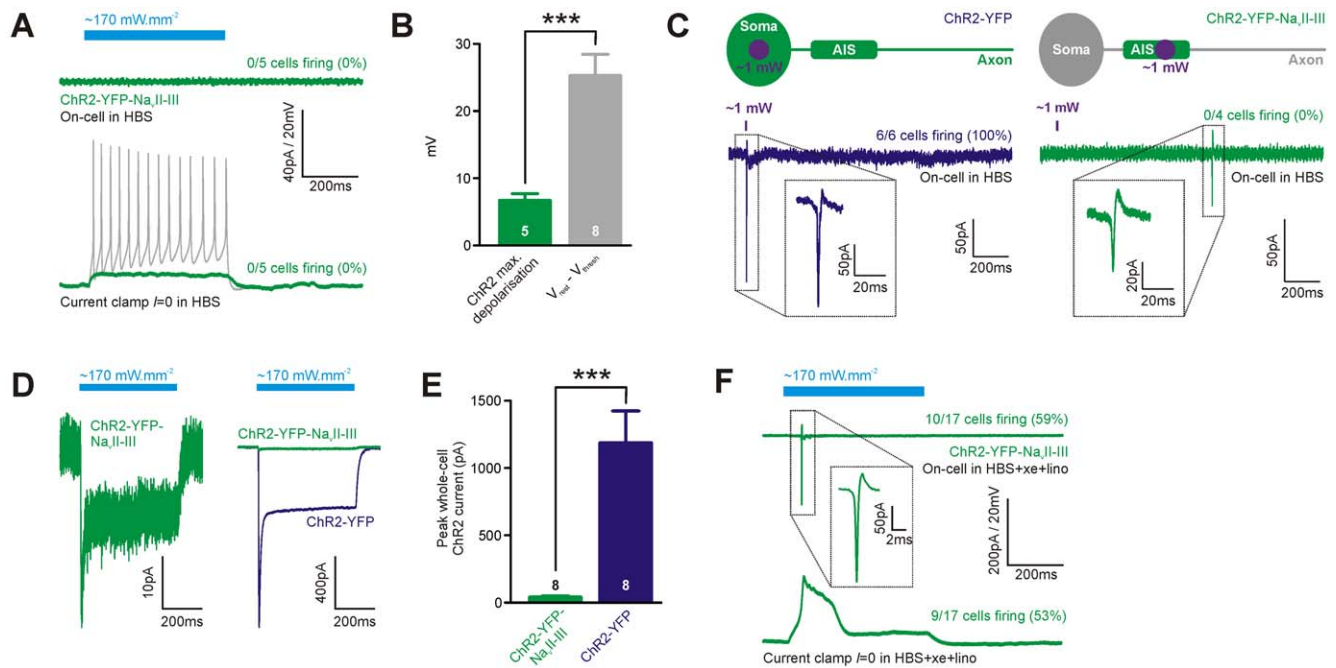 A
~170 mW.mm-2
0/5 cells firing (0%)
ChR2-YFP-NavII-III
On-cell in HBS
40pA / 20mV
200ms
0/5 cells firing (0%)
Current clamp I=0 in HBS
B
***
30
20
10
0
mV
5
8
ChR2 max.
depolarisation
Vrest - Vthresh
C
ChR2-YFP
Soma
~1 mW
AIS
Axon
~1 mW
6/6 cells firing (100%)
On-cell in HBS
50pA
20ms
50pA
200ms
ChR2-YFP-NavII-III
Soma
AIS
~1 mW
Axon
~1 mW
0/4 cells firing (0%)
On-cell in HBS
20pA
20ms
50pA
200ms
D
~170 mW.mm-2
ChR2-YFP-
NavII-III
10pA
200ms
~170 mW.mm-2
ChR2-YFP-NavII-III
ChR2-YFP
400pA
200ms
E
***
1500
1000
500
0
Peak whole-cell
ChR2 current (pA)
8
8
ChR2-YFP-
NavII-III
ChR2-YFP
F
~170 mW.mm-2
10/17 cells firing (59%)
ChR2-YFP-NavII-III
On-cell in HBS+xe+lino
50pA
2ms
200pA / 20mV
200ms
9/17 cells firing (53%)
Current clamp I=0 in HBS+xe+lino